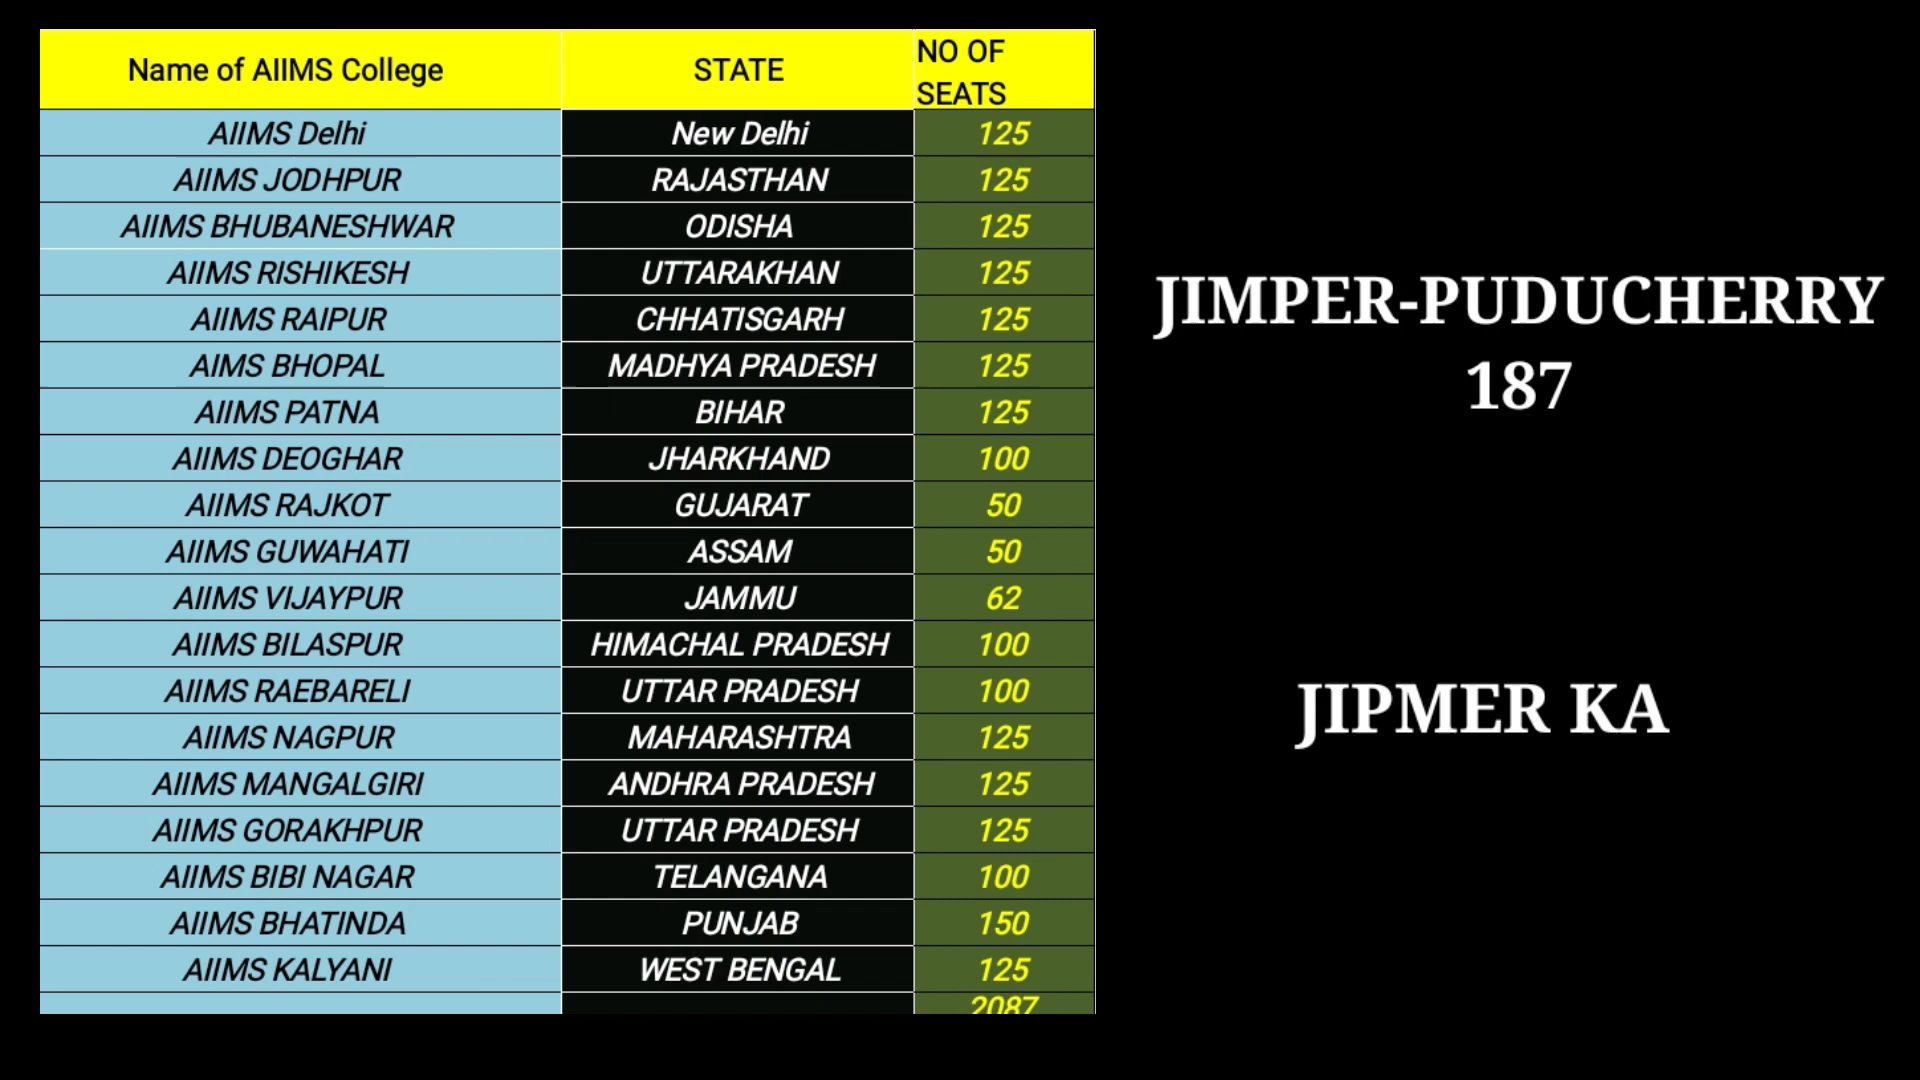 Name of AIIMS College STATE NO OF SEATS
AIIMS Delhi New Delhi 125
AIIMS JODHPUR RAJASTHAN 125
AIIMS BHUBANESHWAR ODISHA 125
AIIMS RISHIKESH UTTARAKHAN 125
AIIMS RAIPUR CHHATISGARH 125
AIMS BHOPAL MADHYA PRADESH 125
AIIMS PATNA BIHAR 125
AIIMS DEOGHAR JHARKHAND 100
AIIMS RAJKOT GUJARAT 50
AIIMS GUWAHATI ASSAM 50
AIIMS VIJAYPUR JAMMU 62
AIIMS BILASPUR HIMACHAL PRADESH 100
AIIMS RAEBARELI UTTAR PRADESH 100
AIIMS NAGPUR MAHARASHTRA 125
AIIMS MANGALGIRI ANDHRA PRADESH 125
AIIMS GORAKHPUR UTTAR PRADESH 125
AIIMS BIBI NAGAR TELANGANA 100
AIIMS BHATINDA PUNJAB 150
AIIMS KALYANI WEST BENGAL 125
2087
JIMPER-PUDUCHERRY
187
JIPMER KA